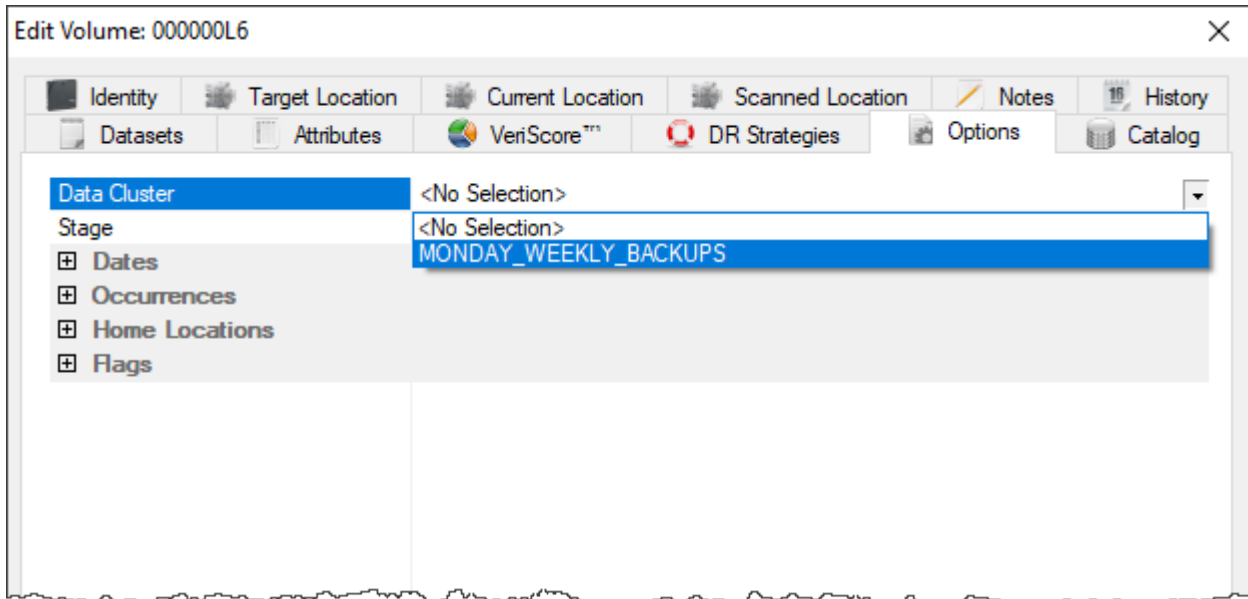 Edit Volume: 000000L6
Identity Target Location Current Location Scanned Location Notes 16 History
Datasets Attributes VeriScore™ DR Strategies Options Catalog
Data Cluster <No Selection>
Stage <No Selection>
MONDAY_WEEKLY_BACKUPS
Dates
Occurrences
Home Locations
Flags